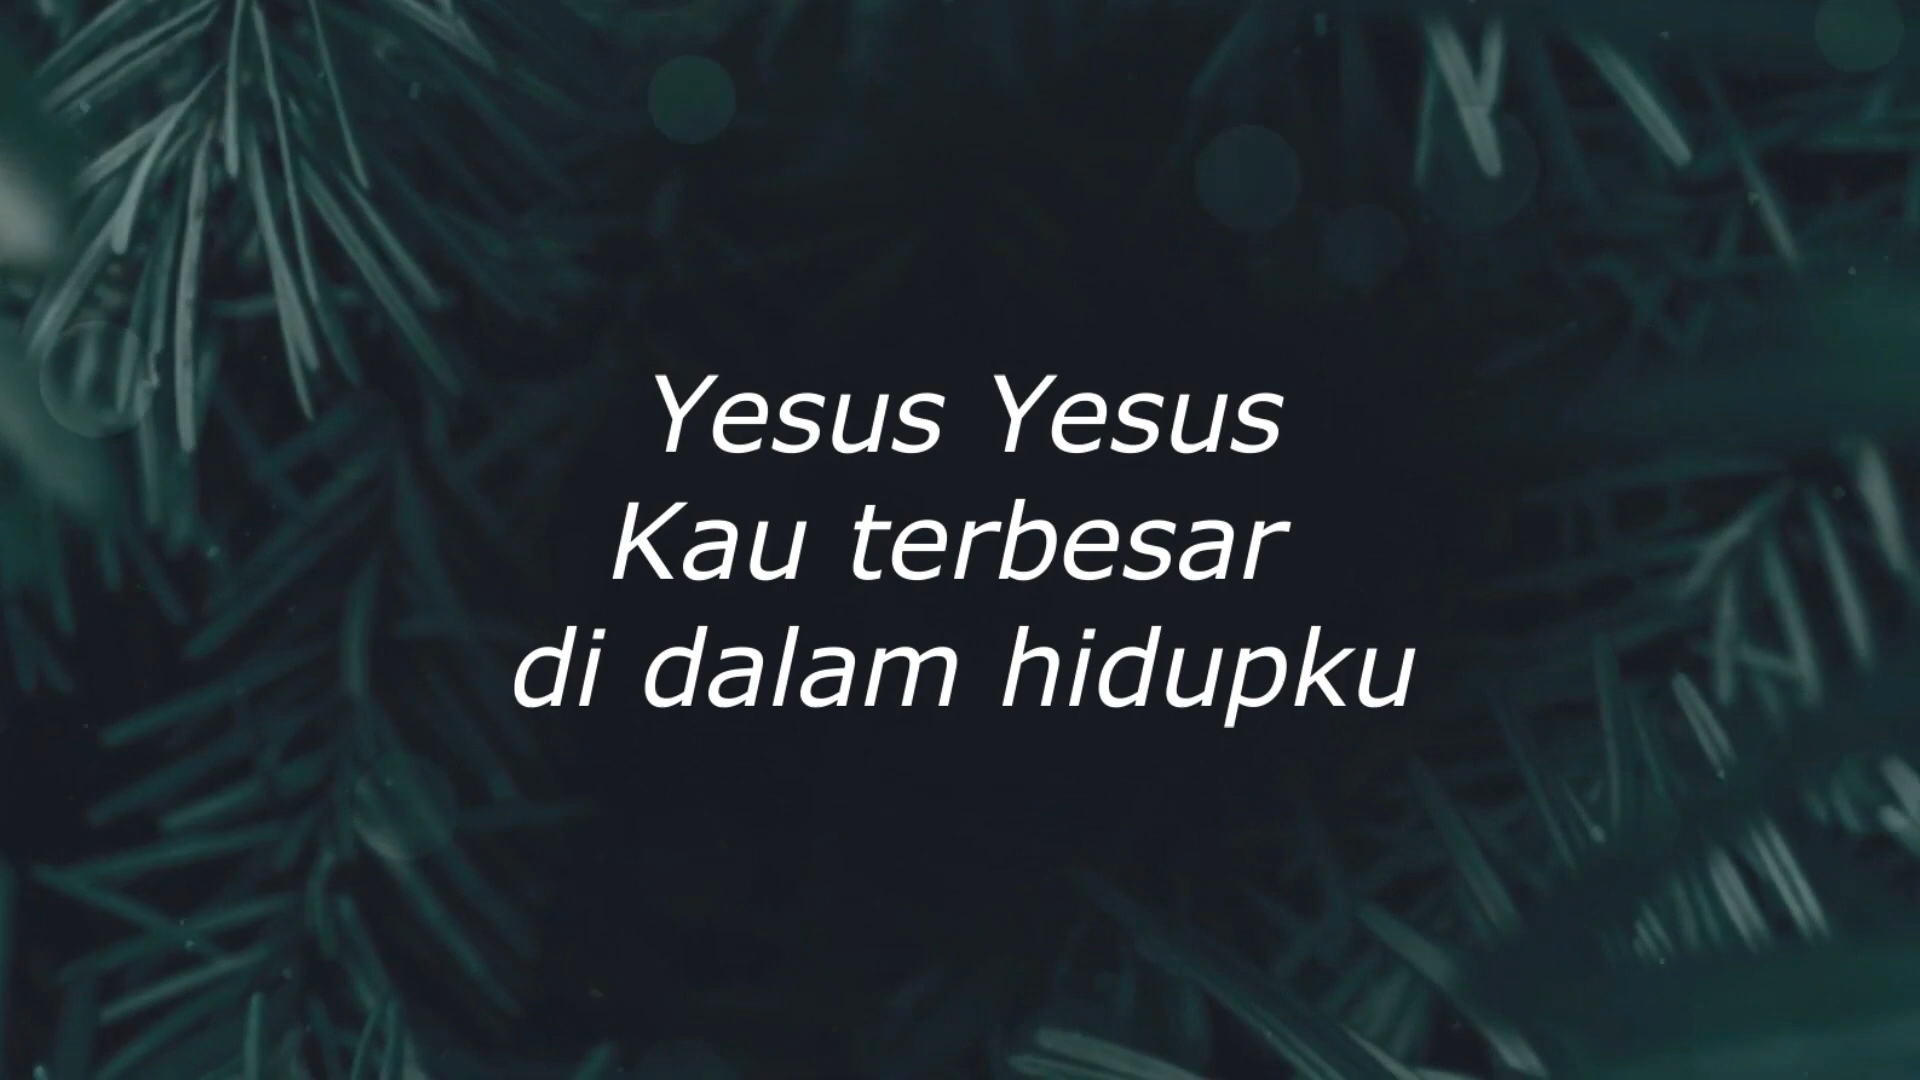 Yesus Yesus
Kau terbesar
di dalam hidupku